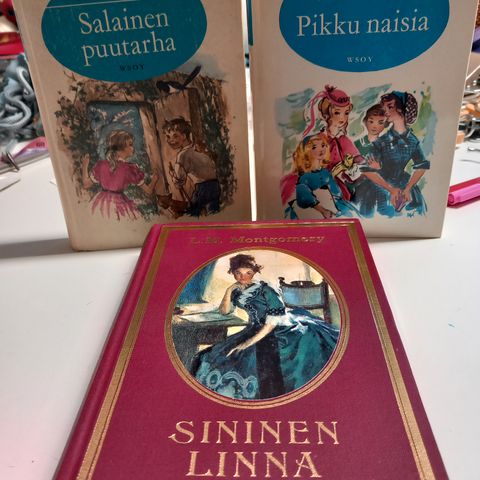 Salainen
puutarha
WSOY
Pikku naisia
WSOY
L.M. Montgomery
SININEN
LINNA